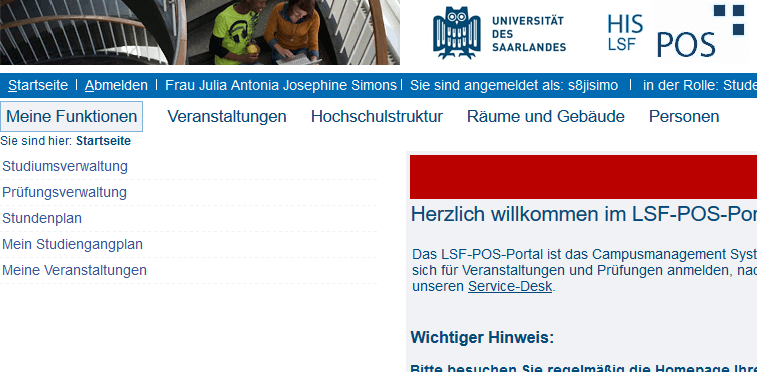 UNIVERSITÄT
DES
SAARLANDES
HIS
LSF
POS
Startseite | Abmelden | Frau Julia Antonia Josephine Simons | Sie sind angemeldet als: s8jisimo | in der Rolle: Stude
Meine Funktionen Veranstaltungen Hochschulstruktur Räume und Gebäude Personen
Sie sind hier: Startseite
Studiumsverwaltung
Prüfungsverwaltung
Stundenplan
Mein Studiengangplan
Meine Veranstaltungen
Herzlich willkommen im LSF-POS-Por
Das LSF-POS-Portal ist das Campusmanagement Syst
sich für Veranstaltungen und Prüfungen anmelden, nac
unseren Service-Desk.
Wichtiger Hinweis:
Bitte besuchen Sie regelmäßig die Homepage Ihre